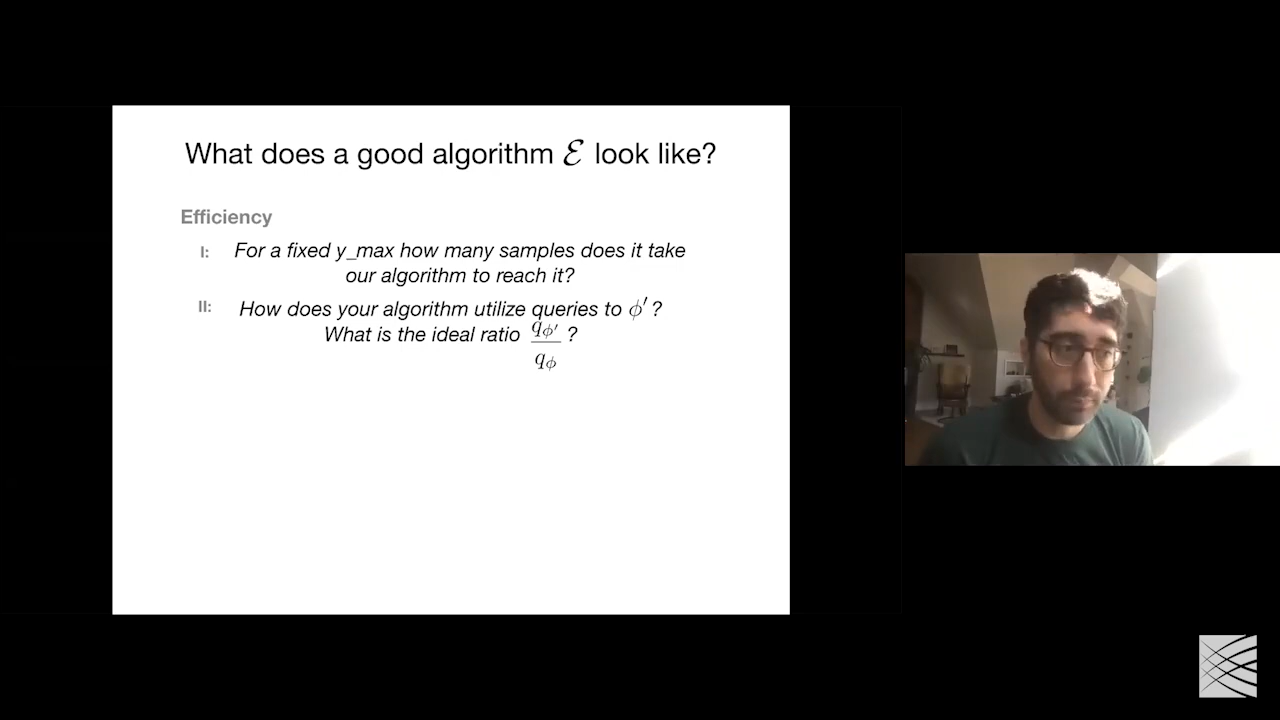 What does a good algorithm ℰ look like?
Efficiency
I: For a fixed y_max how many samples does it take
our algorithm to reach it?
II: How does your algorithm utilize queries to ϕ′ ?
What is the ideal ratio q_ϕ′ / q_ϕ ?